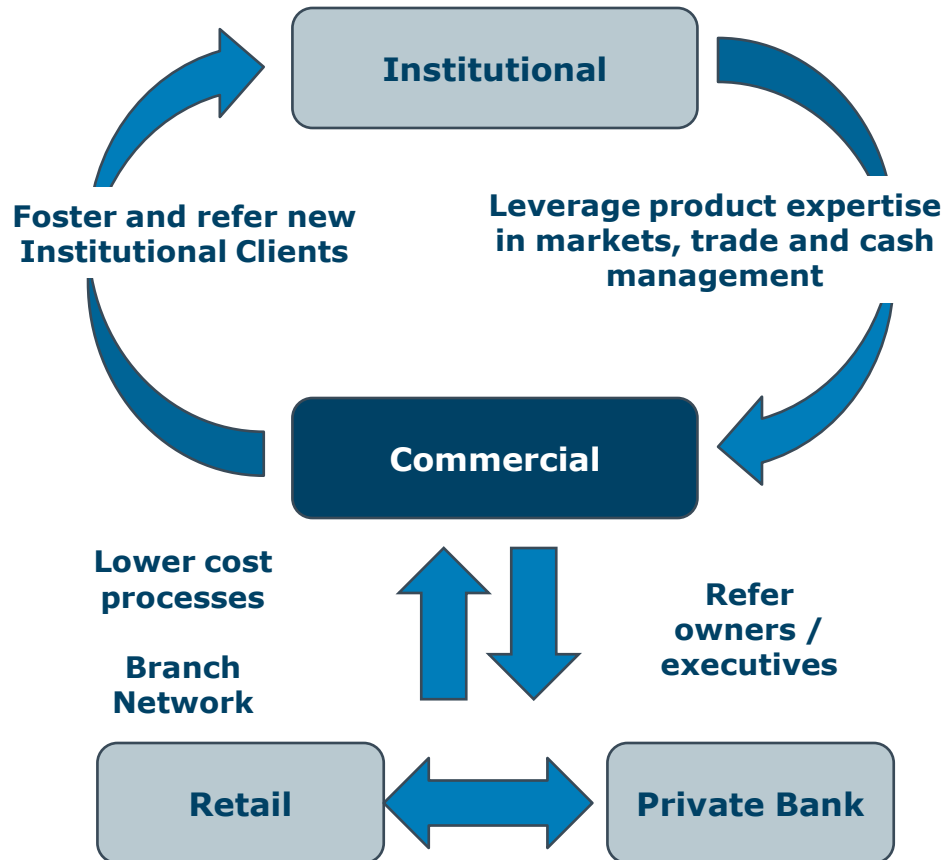 Institutional
Foster and refer new
Institutional Clients
Leverage product expertise
in markets, trade and cash
management
Commercial
Lower cost
processes
Branch
Network
Refer
owners /
executives
Retail
Private Bank